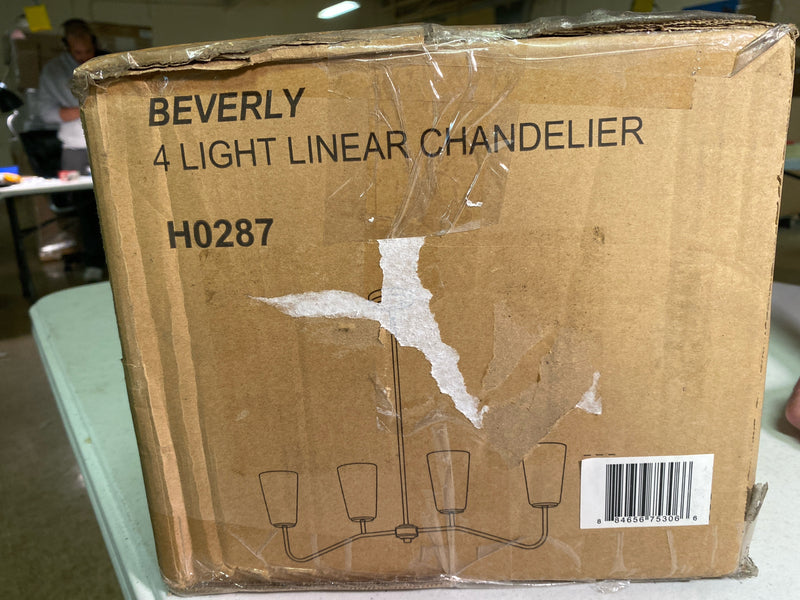 BEVERLY
4 LIGHT LINEAR CHANDELIER
H0287
8 84656 75306 6